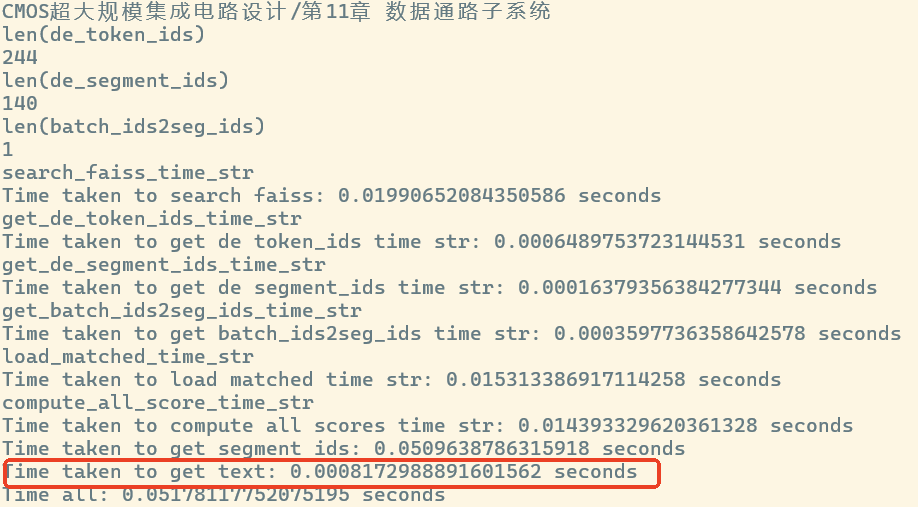 CMOS超大规模集成电路设计/第11章 数据通路子系统
len(de_token_ids)
244
len(de_segment_ids)
140
len(batch_ids2seg_ids)
1
search_faiss_time_str
Time taken to search faiss: 0.01990652084350586 seconds
get_de_token_ids_time_str
Time taken to get de token_ids time str: 0.0006489753723144531 seconds
get_de_segment_ids_time_str
Time taken to get de segment_ids time str: 0.00016379356384277344 seconds
get_batch_ids2seg_ids_time_str
Time taken to get batch_ids2seg_ids time str: 0.0003597736358642578 seconds
load_matched_time_str
Time taken to load matched time str: 0.015313386917114258 seconds
compute_all_score_time_str
Time taken to compute all scores time str: 0.014393329620361328 seconds
Time taken to get segment ids: 0.0509638786315918 seconds
Time taken to get text: 0.0008172988891601562 seconds
Time all: 0.05178117752075195 seconds